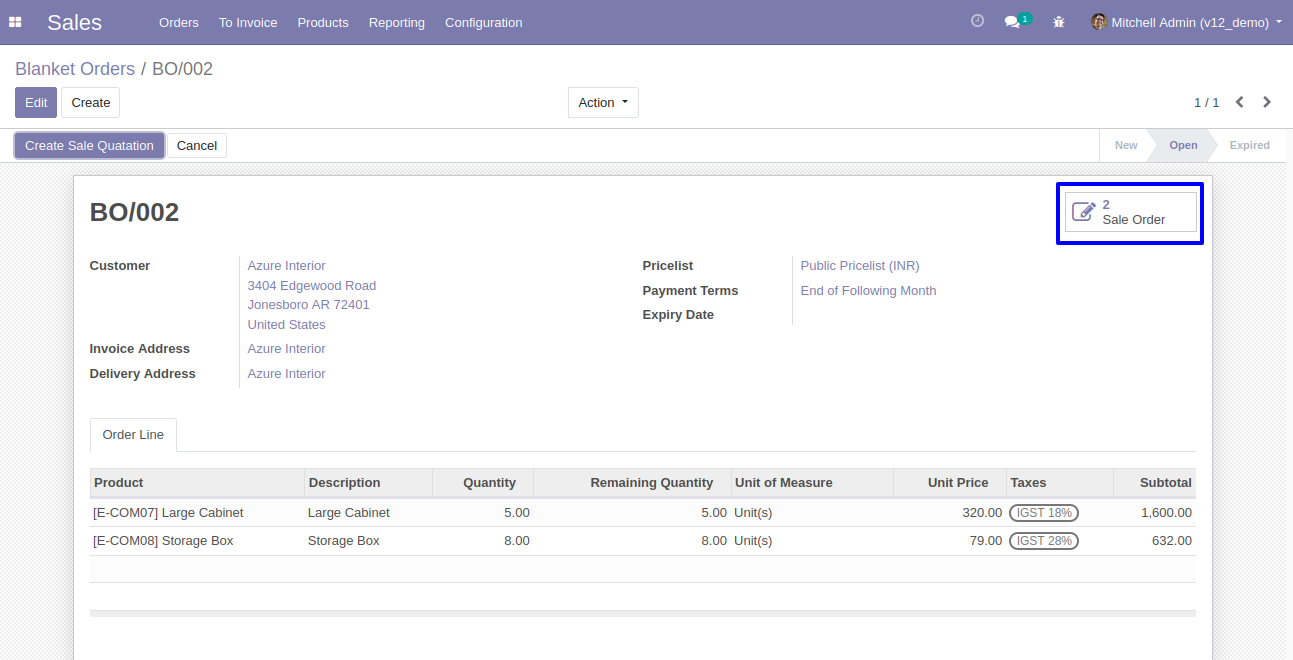 Sales Orders To Invoice Products Reporting Configuration 1 Mitchell Admin (v12_demo)
Blanket Orders / BO/002
Edit Create Action 1 / 1
Create Sale Quatation Cancel New Open Expired
BO/002
2
Sale Order
Customer Azure Interior
3404 Edgewood Road
Jonesboro AR 72401
United States
Invoice Address Azure Interior
Delivery Address Azure Interior
Pricelist Public Pricelist (INR)
Payment Terms End of Following Month
Expiry Date
Order Line
Product Description Quantity Remaining Quantity Unit of Measure Unit Price Taxes Subtotal
[E-COM07] Large Cabinet Large Cabinet 5.00 5.00 Unit(s) 320.00 IGST 18% 1,600.00
[E-COM08] Storage Box Storage Box 8.00 8.00 Unit(s) 79.00 IGST 28% 632.00